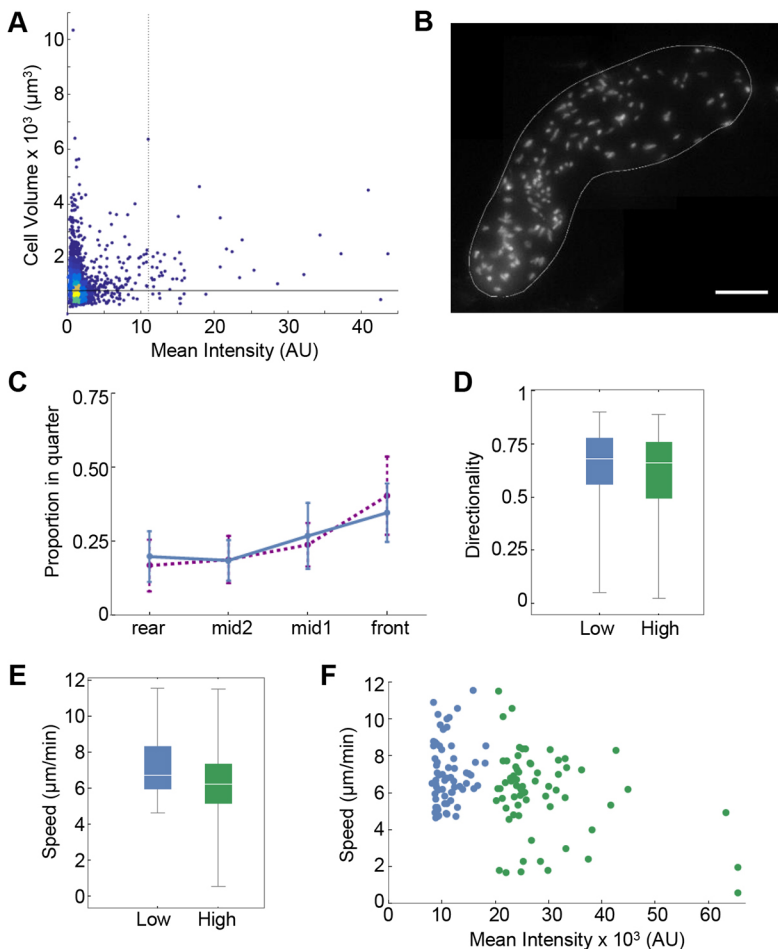 A
Cell Volume x 10³ (µm³)
10
8
6
4
2
0
10
20
30
40
Mean Intensity (AU)
B
C
Proportion in quarter
0.75
0.50
0.25
0
rear
mid2
mid1
front
D
Directionality
1
0.75
0.5
0.25
0
Low
High
E
Speed (µm/min)
12
10
8
6
4
2
0
Low
High
F
Speed (µm/min)
12
10
8
6
4
2
0
0
10
20
30
40
50
60
Mean Intensity x 10³ (AU)